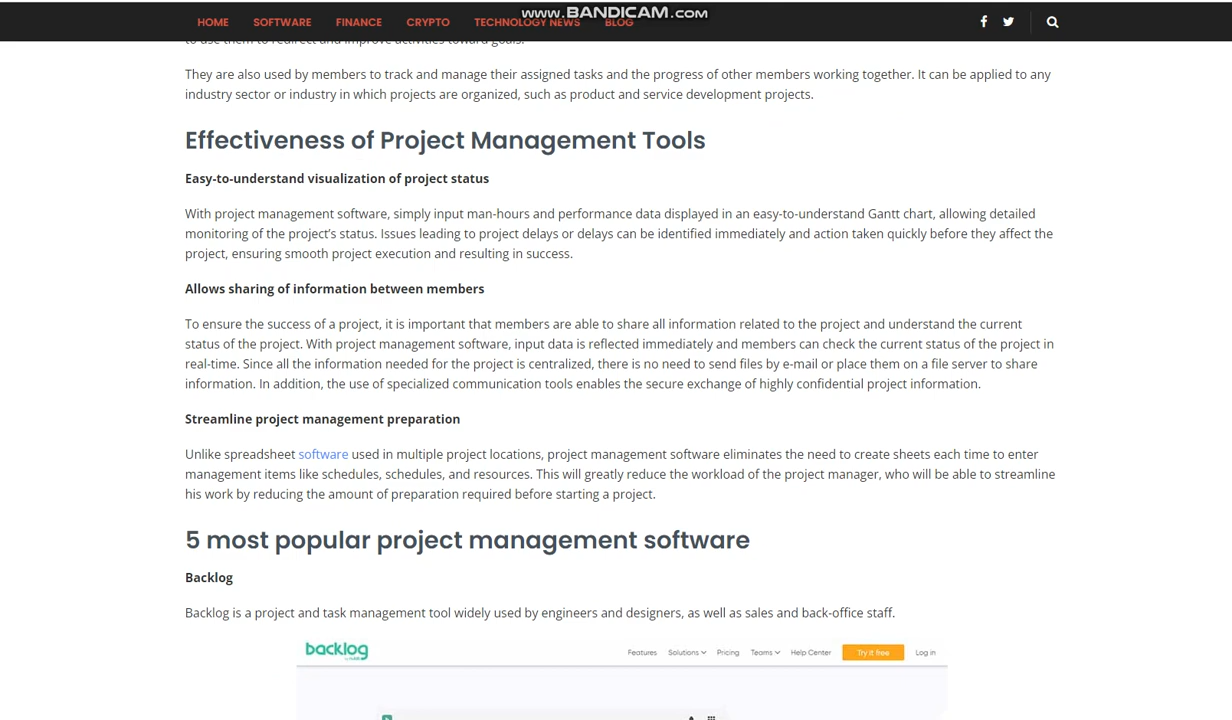 www.BANDICAM.com
HOME SOFTWARE FINANCE CRYPTO TECHNOLOGY NEWS BLOG
to use them to redirect and improve activities toward goals.
They are also used by members to track and manage their assigned tasks and the progress of other members working together. It can be applied to any
industry sector or industry in which projects are organized, such as product and service development projects.
Effectiveness of Project Management Tools
Easy-to-understand visualization of project status
With project management software, simply input man-hours and performance data displayed in an easy-to-understand Gantt chart, allowing detailed
monitoring of the project's status. Issues leading to project delays or delays can be identified immediately and action taken quickly before they affect the
project, ensuring smooth project execution and resulting in success.
Allows sharing of information between members
To ensure the success of a project, it is important that members are able to share all information related to the project and understand the current
status of the project. With project management software, input data is reflected immediately and members can check the current status of the project in
real-time. Since all the information needed for the project is centralized, there is no need to send files by e-mail or place them on a file server to share
information. In addition, the use of specialized communication tools enables the secure exchange of highly confidential project information.
Streamline project management preparation
Unlike spreadsheet software used in multiple project locations, project management software eliminates the need to create sheets each time to enter
management items like schedules, schedules, and resources. This will greatly reduce the workload of the project manager, who will be able to streamline
his work by reducing the amount of preparation required before starting a project.
5 most popular project management software
Backlog
Backlog is a project and task management tool widely used by engineers and designers, as well as sales and back-office staff.
backlog Features Solutions Pricing Teams Help Center Try it free Log in